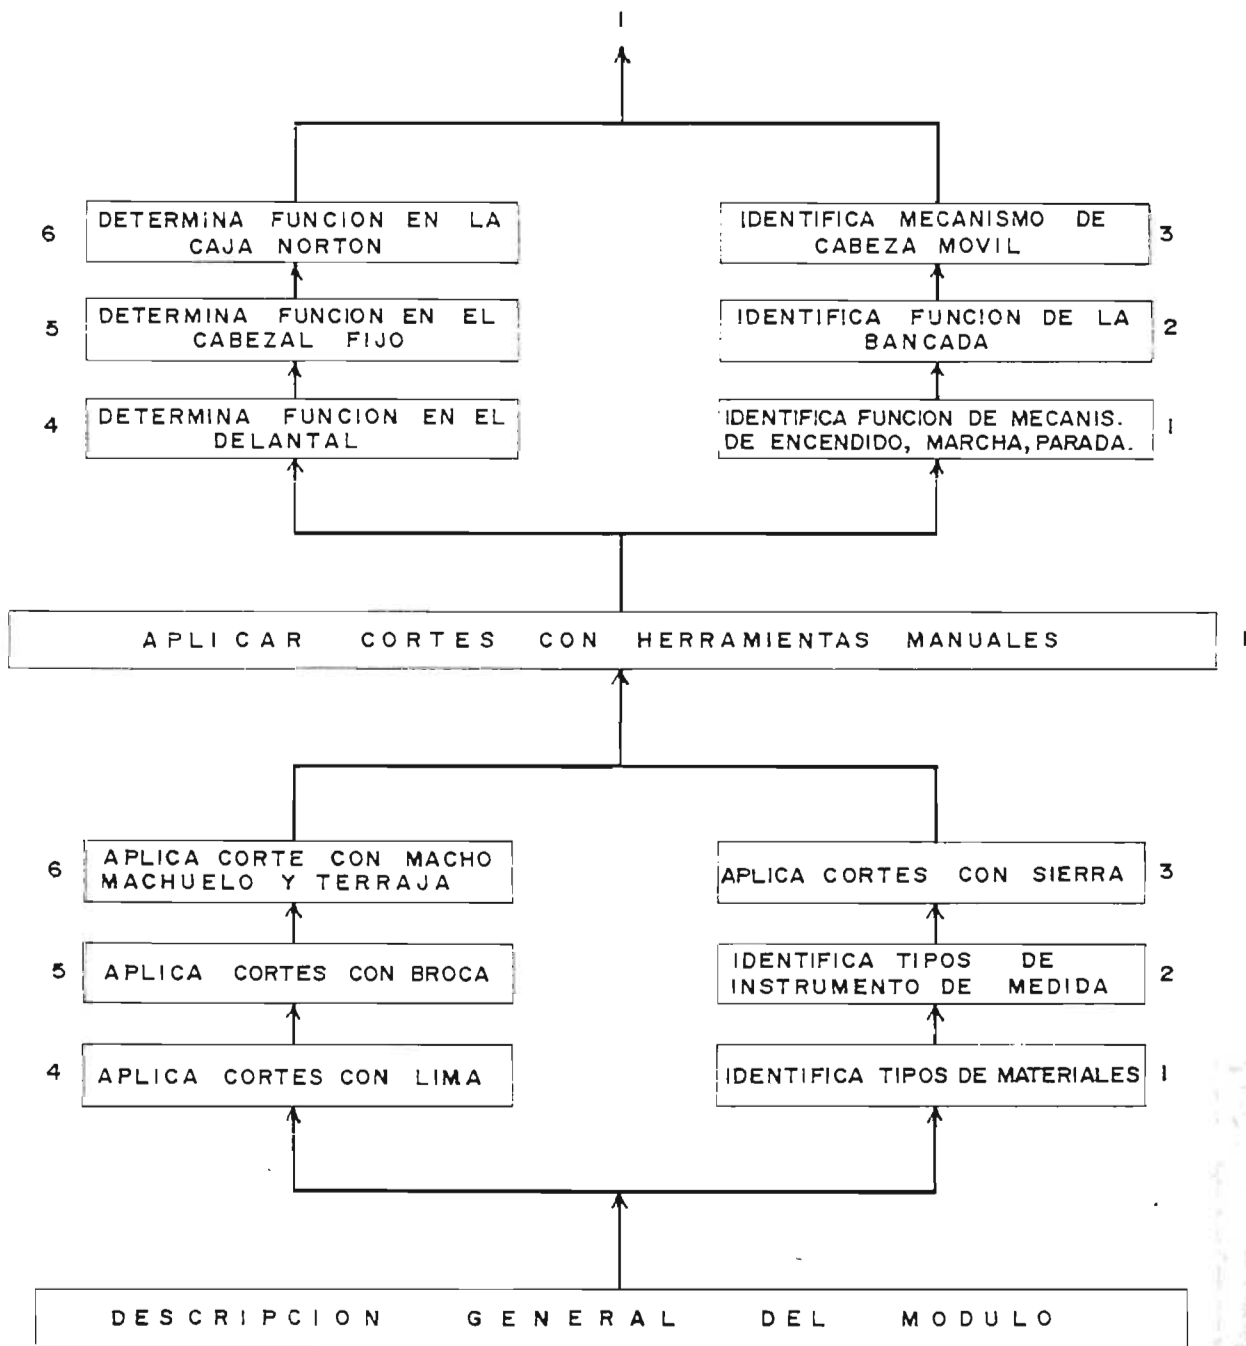 I
6
DETERMINA FUNCION EN LA
CAJA NORTON
IDENTIFICA MECANISMO DE
CABEZA MOVIL
3
5
DETERMINA FUNCION EN EL
CABEZAL FIJO
IDENTIFICA FUNCION DE LA
BANCADA
2
4
DETERMINA FUNCION EN EL
DELANTAL
IDENTIFICA FUNCION DE MECANIS.
DE ENCENDIDO, MARCHA, PARADA.
1
APLICAR CORTES CON HERRAMIENTAS MANUALES
I
6
APLICA CORTE CON MACHO
MACHUELO Y TERRAJA
APLICA CORTES CON SIERRA
3
5
APLICA CORTES CON BROCA
IDENTIFICA TIPOS DE
INSTRUMENTO DE MEDIDA
2
4
APLICA CORTES CON LIMA
IDENTIFICA TIPOS DE MATERIALES
1
DESCRIPCION GENERAL DEL MODULO